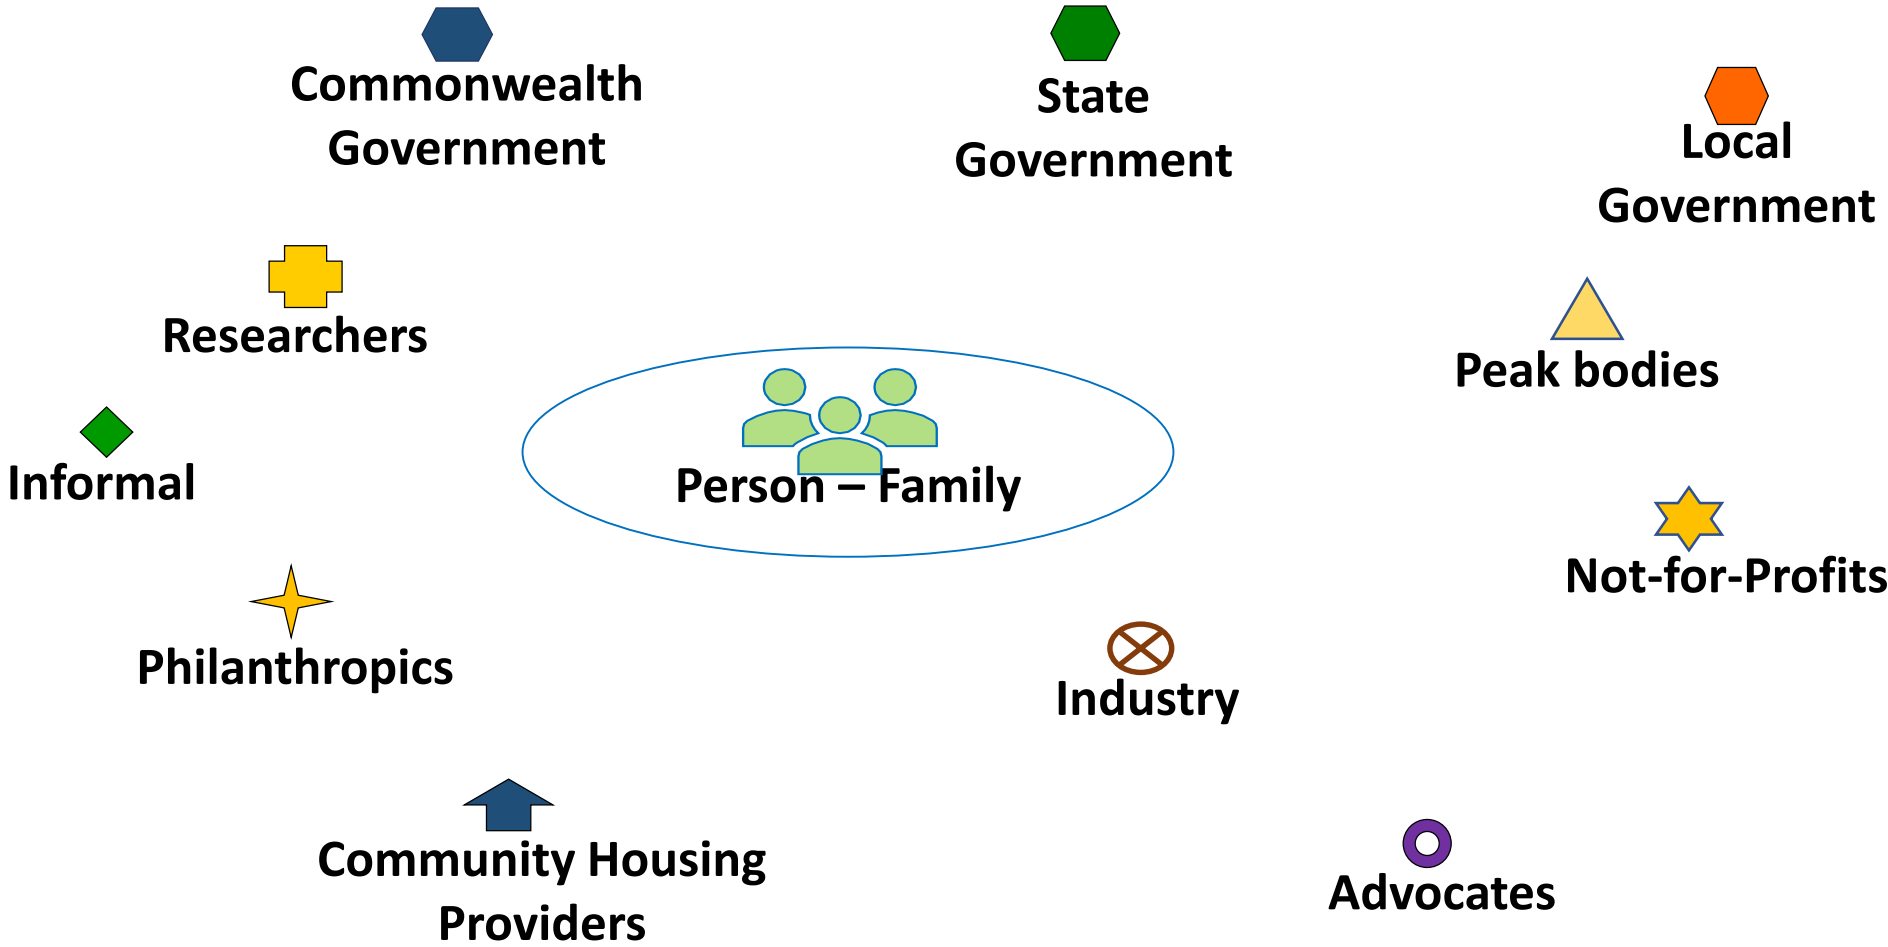 Commonwealth
Government
State
Government
Local
Government
Researchers
Peak bodies
Informal
Person – Family
Not-for-Profits
Philanthropics
Industry
Community Housing
Providers
Advocates